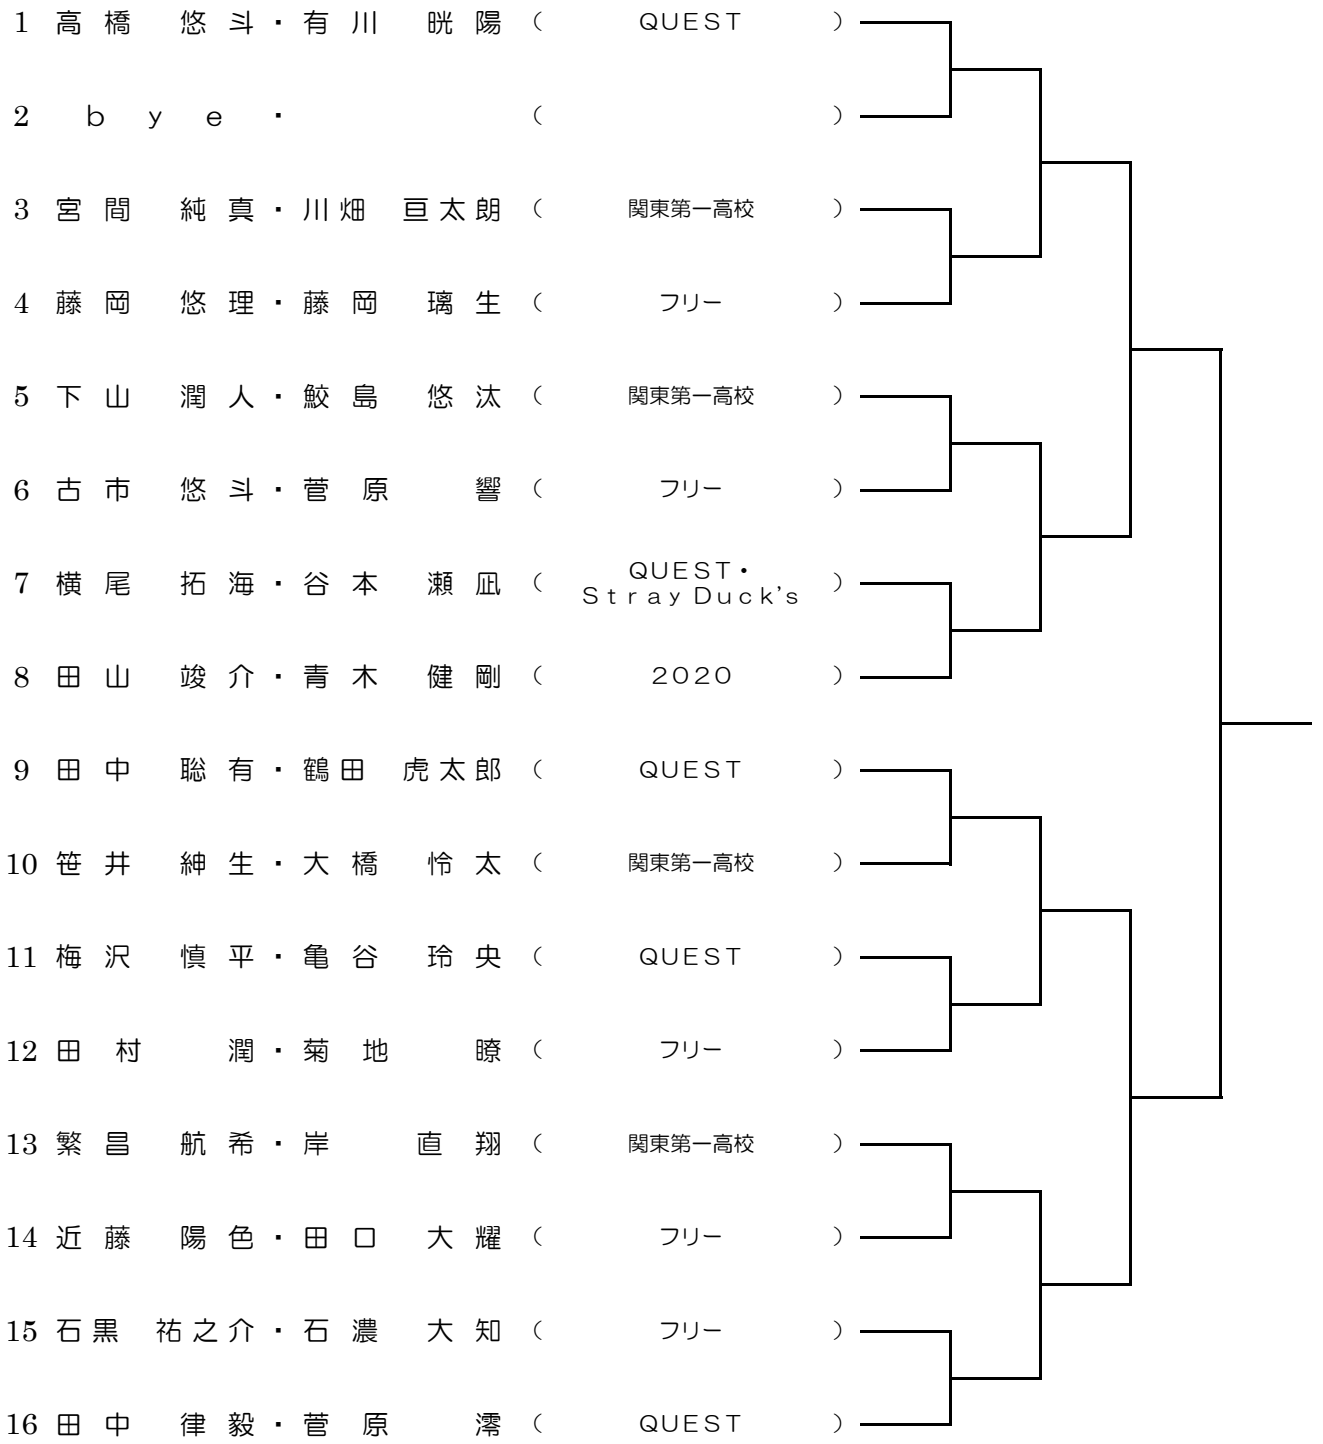 1 高橋 悠斗・有川 晄陽 （ QUEST ）
2 bye・ （ ）
3 宮間 純真・川畑 亘太朗 （ 関東第一高校 ）
4 藤岡 悠理・藤岡 璃生 （ フリー ）
5 下山 潤人・鮫島 悠汰 （ 関東第一高校 ）
6 古市 悠斗・菅原 響 （ フリー ）
7 横尾 拓海・谷本 瀬凪 （ QUEST・ Stray Duck's ）
8 田山 竣介・青木 健剛 （ 2020 ）
9 田中 聡有・鶴田 虎太郎 （ QUEST ）
10 笹井 紳生・大橋 怜太 （ 関東第一高校 ）
11 梅沢 慎平・亀谷 玲央 （ QUEST ）
12 田村 潤・菊地 瞭 （ フリー ）
13 繁昌 航希・岸 直翔 （ 関東第一高校 ）
14 近藤 陽色・田口 大耀 （ フリー ）
15 石黒 祐之介・石濃 大知 （ フリー ）
16 田中 律毅・菅原 澪 （ QUEST ）